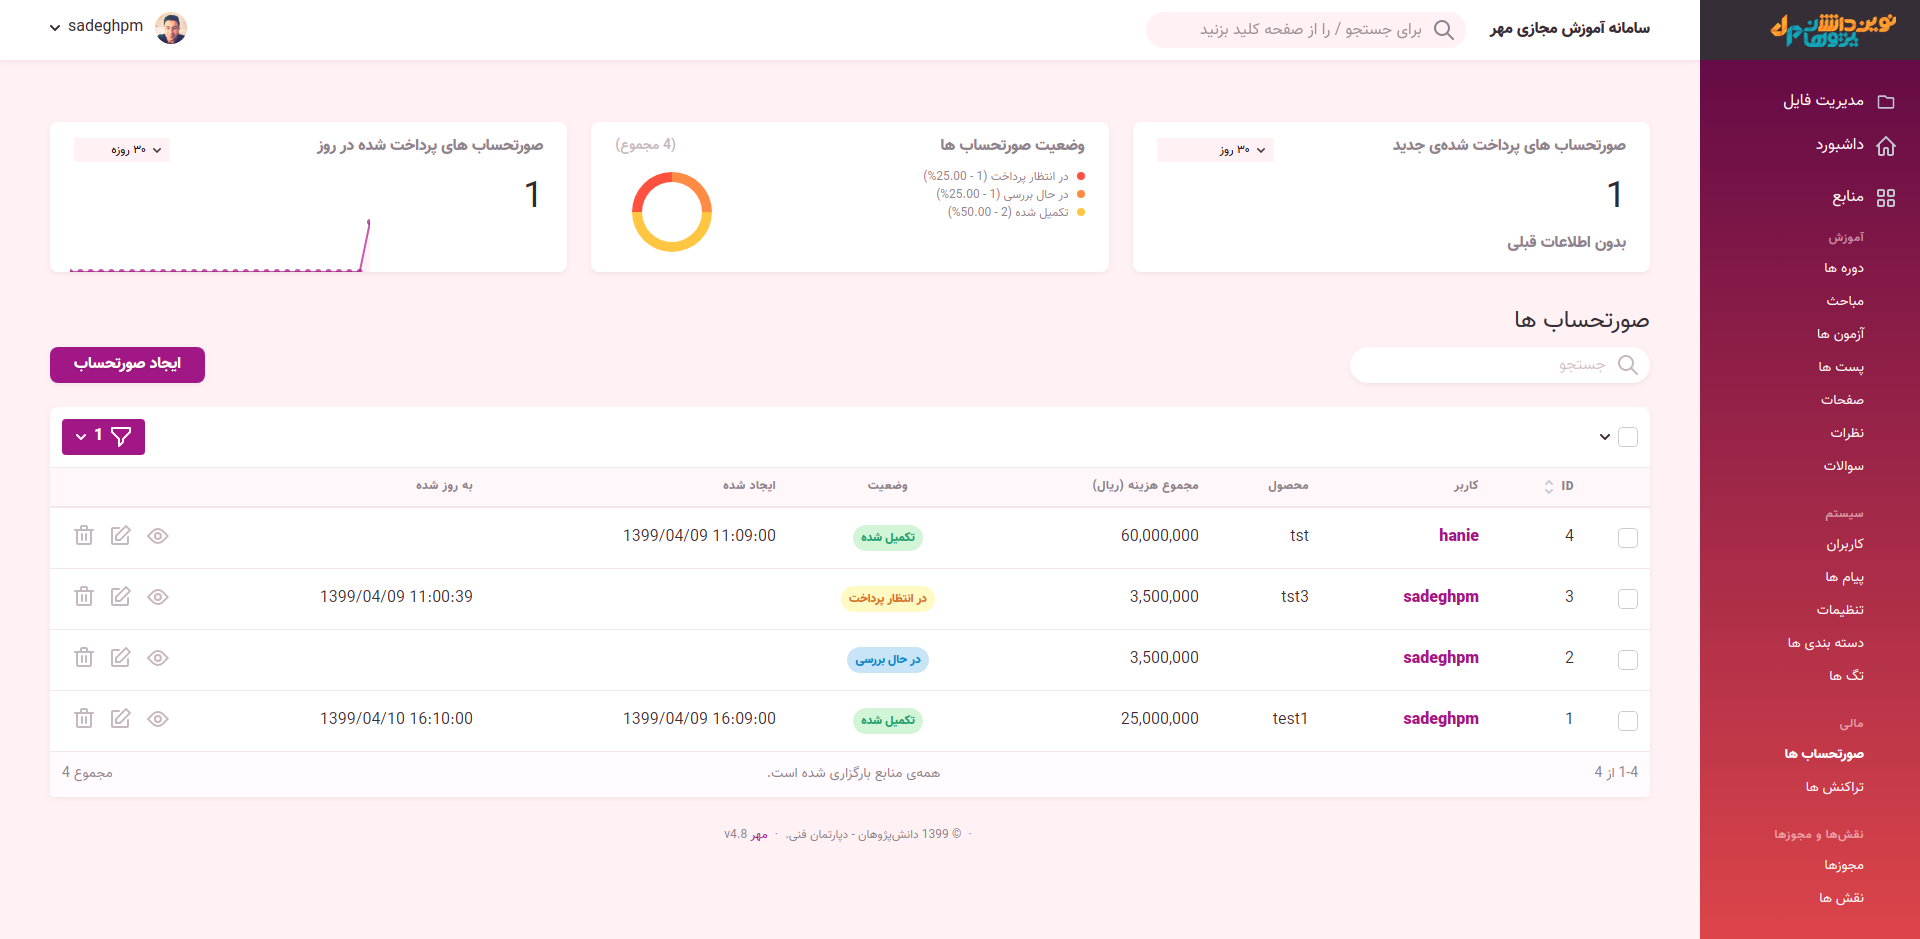 نوین دانش پژوهان
سامانه آموزش مجازی مهر
برای جستجو / را از صفحه کلید بزنید
sadeghpm
مدیریت فایل
داشبورد
منابع
آموزش
دوره ها
مباحث
آزمون ها
پست ها
صفحات
نظرات
سوالات
سیستم
کاربران
پیام ها
تنظیمات
دسته بندی ها
تگ ها
مالی
صورتحساب ها
تراکنش ها
نقش‌ها و مجوزها
مجوزها
نقش ها
صورتحساب های پرداخت شده‌ی جدید
۳۰ روز
1
بدون اطلاعات قبلی
وضعیت صورتحساب ها (4 مجموع)
در انتظار پرداخت (1 - 25.00%)
در حال بررسی (1 - 25.00%)
تکمیل شده (2 - 50.00%)
صورتحساب های پرداخت شده در روز
۳۰ روزه
1
صورتحساب ها
جستجو
ایجاد صورتحساب
1
ID کاربر محصول مجموع هزینه (ریال) وضعیت ایجاد شده به روز شده
4 hanie tst 60,000,000 تکمیل شده 1399/04/09 11:09:00
3 sadeghpm tst3 3,500,000 در انتظار پرداخت 1399/04/09 11:00:39
2 sadeghpm 3,500,000 در حال بررسی
1 sadeghpm test1 25,000,000 تکمیل شده 1399/04/09 16:09:00 1399/04/10 16:10:00
1-4 از 4 همه‌ی منابع بارگزاری شده است. مجموع 4
· © 1399 دانش‌پژوهان - دپارتمان فنی. · مهر v4.8